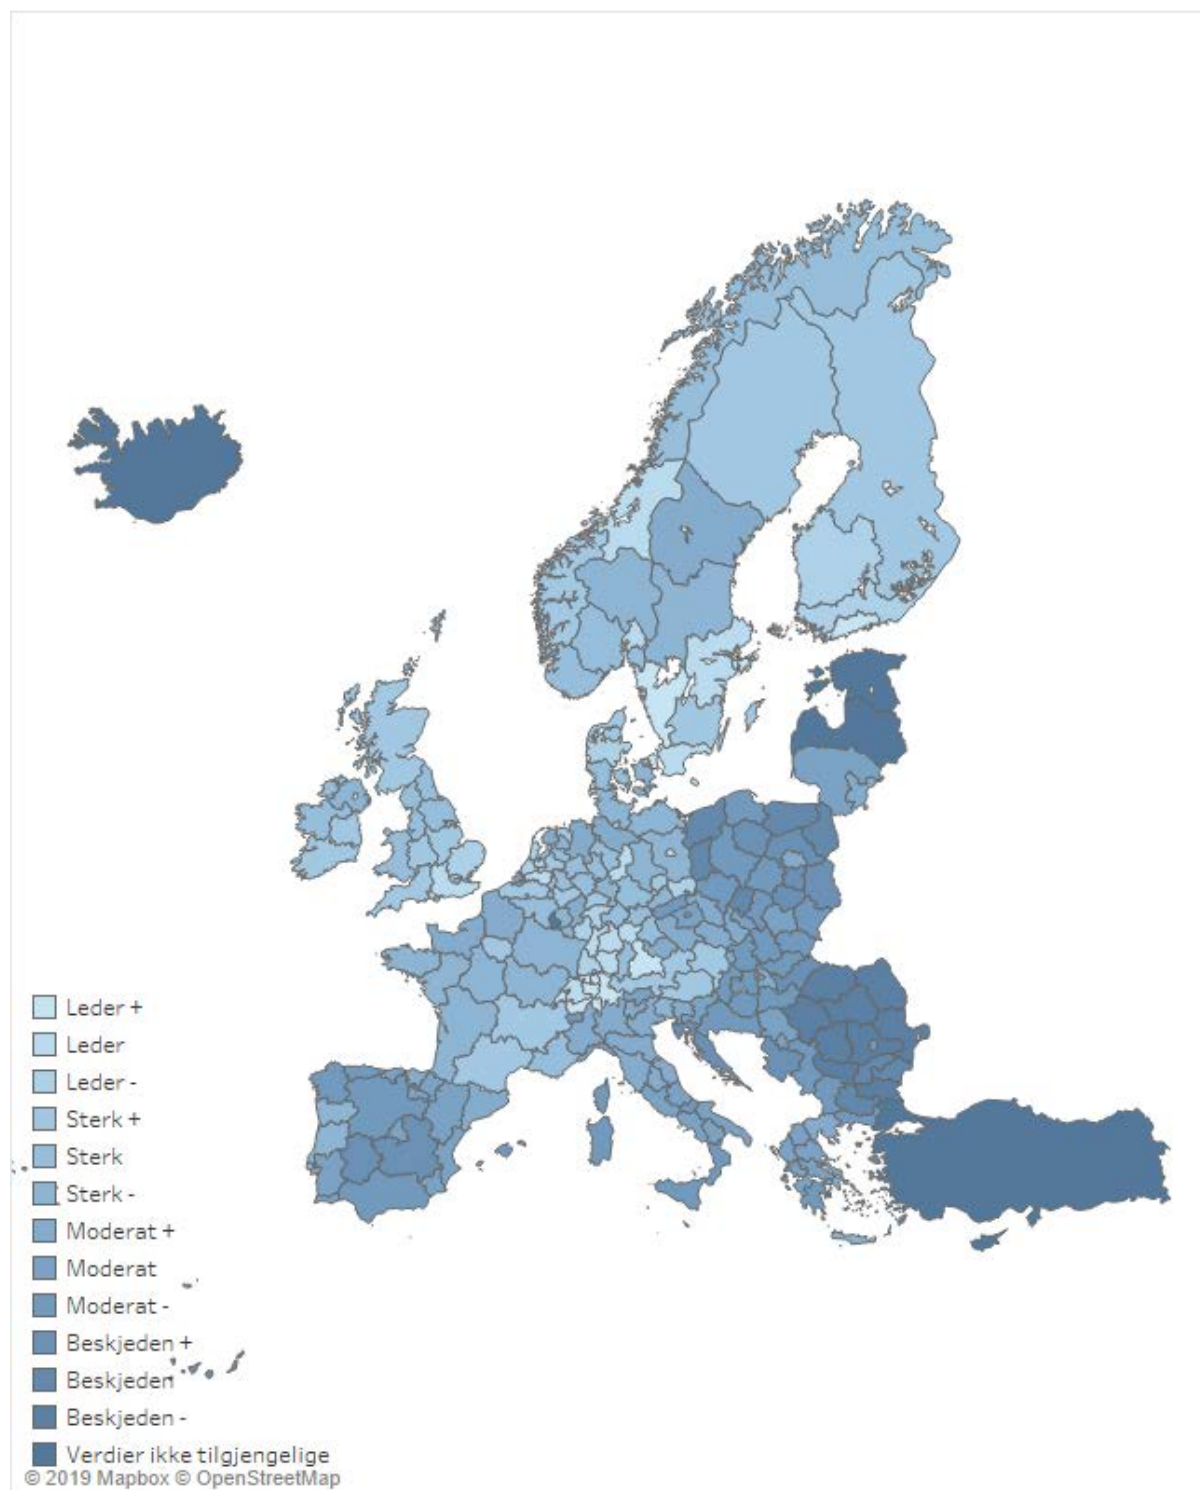 Leder +
Leder
Leder -
Sterk +
Sterk
Sterk -
Moderat +
Moderat
Moderat -
Beskjeden +
Beskjeden
Beskjeden -
Verdier ikke tilgjengelige
© 2019 Mapbox © OpenStreetMap